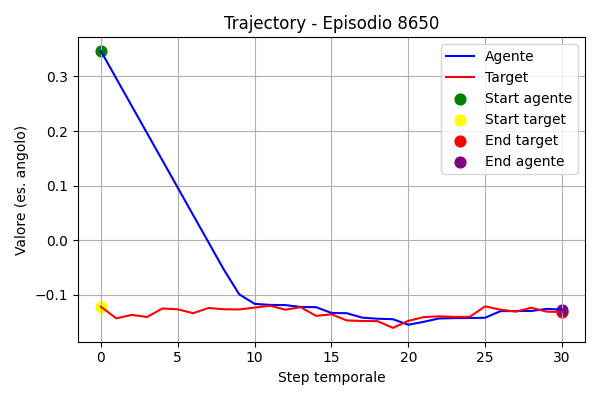 Trajectory - Episodio 8650
Valore (es. angolo)
0.3
0.2
0.1
0.0
−0.1
0
5
10
15
20
25
30
Step temporale
Agente
Target
Start agente
Start target
End target
End agente